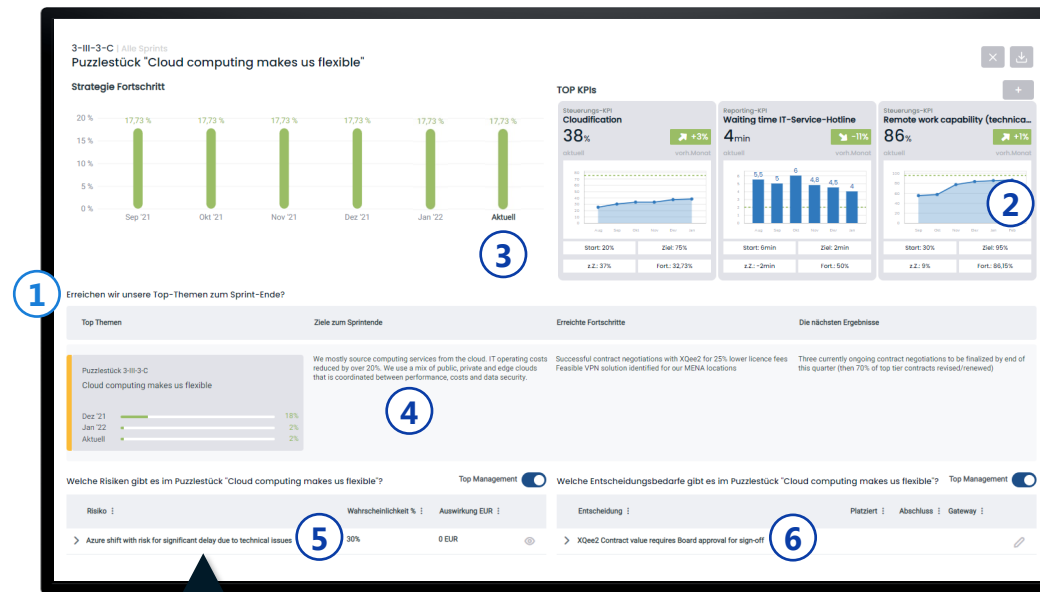 3-III-3-C | Alle Sprints
Puzzlestück "Cloud computing makes us flexible"
Strategie Fortschritt
20 %
15 %
10 %
5 %
0 %
17,73 % 17,73 % 17,73 % 17,73 % 17,73 % 17,73 %
Sep '21 Okt '21 Nov '21 Dez '21 Jan '22 Aktuell
3
TOP KPIs
+
Steuerungs-KPI
Cloudification
38%
+3%
aktuell vorh.Monat
Start: 20% Ziel: 75%
z.Z.: 37% Fort.: 32,73%
Reporting-KPI
Waiting time IT-Service-Hotline
4min
-11%
aktuell vorh.Monat
5,5 5 6 4,8 4,5 4
Start: 6min Ziel: 2min
z.Z.: -2min Fort.: 50%
Steuerungs-KPI
Remote work capability (technica...
86%
+1%
aktuell vorh.Monat
2
Start: 30% Ziel: 95%
z.Z.: 9% Fort.: 86,15%
1
Erreichen wir unsere Top-Themen zum Sprint-Ende?
Top Themen
Ziele zum Sprintende
Erreichte Fortschritte
Die nächsten Ergebnisse
Puzzlestück 3-III-3-C
Cloud computing makes us flexible
Dez '21 18%
Jan '22 2%
Aktuell 2%
We mostly source computing services from the cloud. IT operating costs
reduced by over 20%. We use a mix of public, private and edge clouds
that is coordinated between performance, costs and data security.
4
Successful contract negotiations with XQee2 for 25% lower licence fees
Feasible VPN solution identified for our MENA locations
Three currently ongoing contract negotiations to be finalized by end of
this quarter (then 70% of top tier contracts revised/renewed)
Welche Risiken gibt es im Puzzlestück "Cloud computing makes us flexible"?
Top Management
Risiko
Wahrscheinlichkeit %
Auswirkung EUR
Azure shift with risk for significant delay due to technical issues
5
30%
0 EUR
Welche Entscheidungsbedarfe gibt es im Puzzlestück "Cloud computing makes us flexible"?
Top Management
Entscheidung
Platziert
Abschluss
Gateway
XQee2 Contract value requires Board approval for sign-off
6